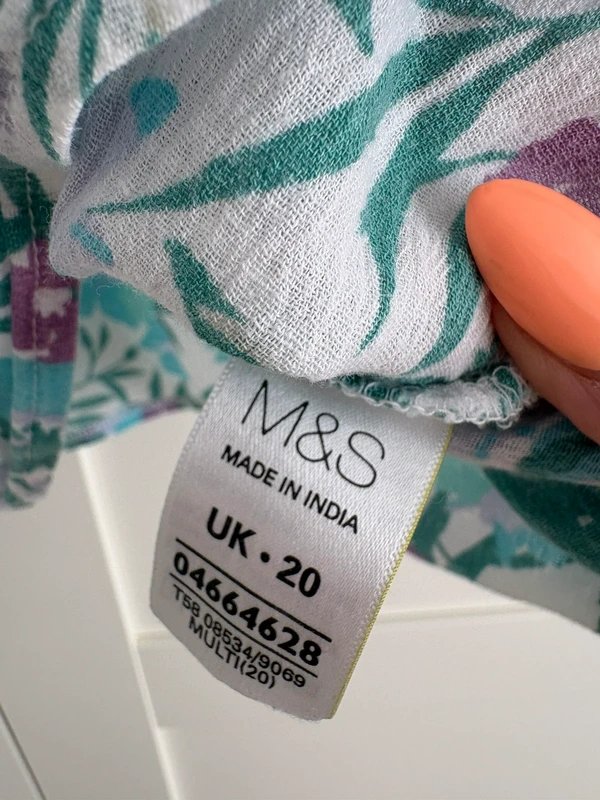 M&S
MADE IN INDIA
UK • 20
04664628
T58 08534/9069
MULTI(20)